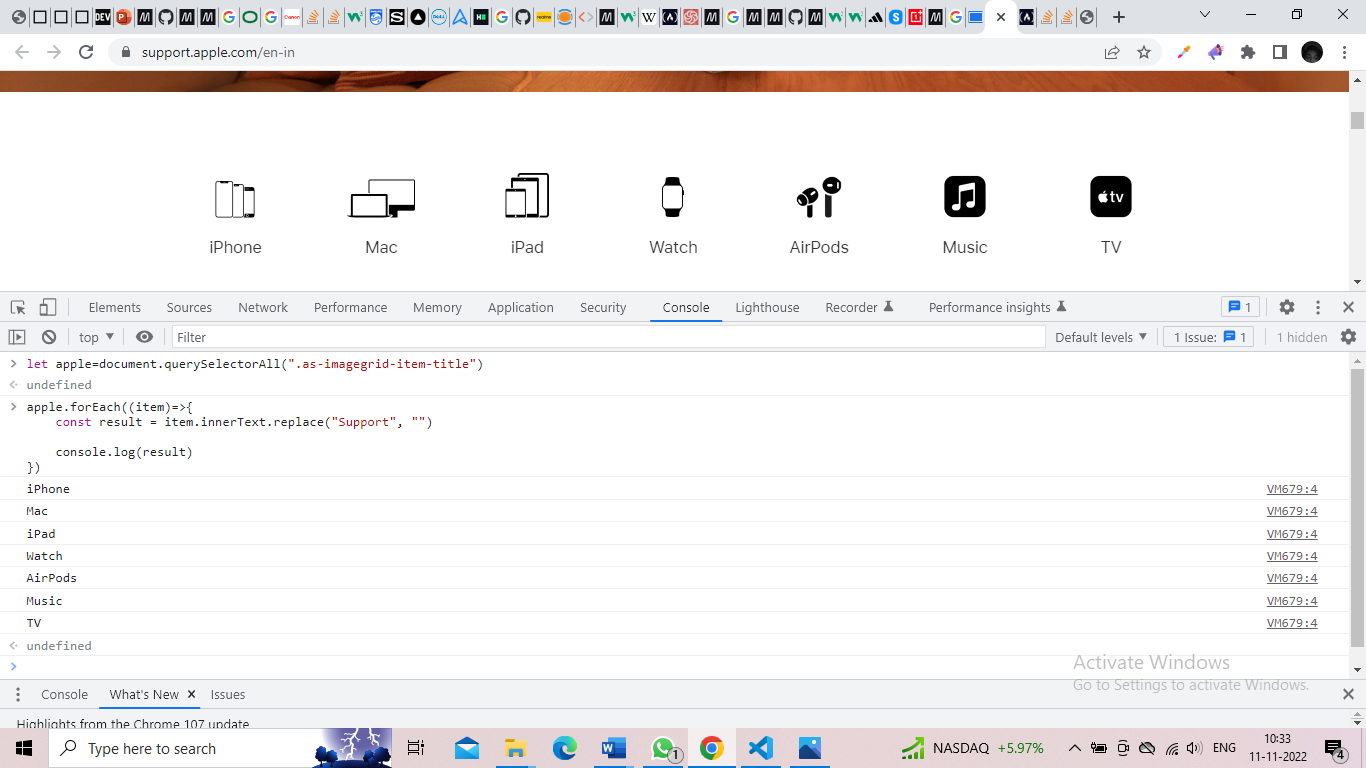 support.apple.com/en-in
iPhone
Mac
iPad
Watch
AirPods
Music
tv
TV
Elements Sources Network Performance Memory Application Security Console Lighthouse Recorder Performance insights 1
top Filter Default levels 1 Issue: 1 1 hidden
let apple=document.querySelectorAll(".as-imagegrid-item-title")
undefined
apple.forEach((item)=>{
const result = item.innerText.replace("Support", "")
console.log(result)
})
iPhone VM679:4
Mac VM679:4
iPad VM679:4
Watch VM679:4
AirPods VM679:4
Music VM679:4
TV VM679:4
undefined
Activate Windows
Go to Settings to activate Windows.
Console What's New Issues
Highlights from the Chrome 107 update
Type here to search
1
NASDAQ +5.97%
ENG
10:33
11-11-2022
4